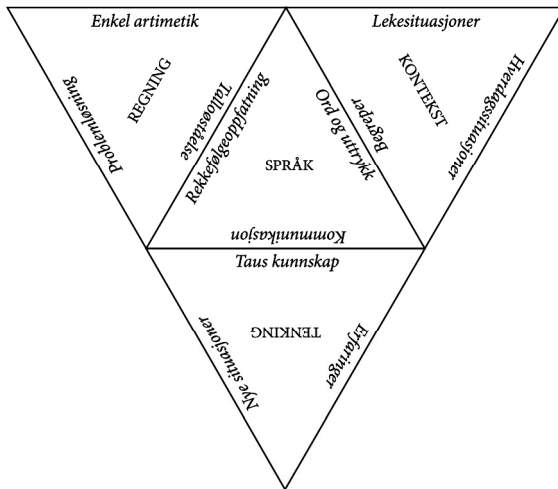 Enkel artimetik
Lekesituasjoner
Problemløsning
REGNING
Talloøståelse
Rekkefølgeoppfatning
SPRÅK
Ord og uttrykk
Begreper
KONTEKST
Hverdagssituasjoner
Kommunikasjon
Taus kunnskap
Nye situasjoner
TENKING
Erfaringer